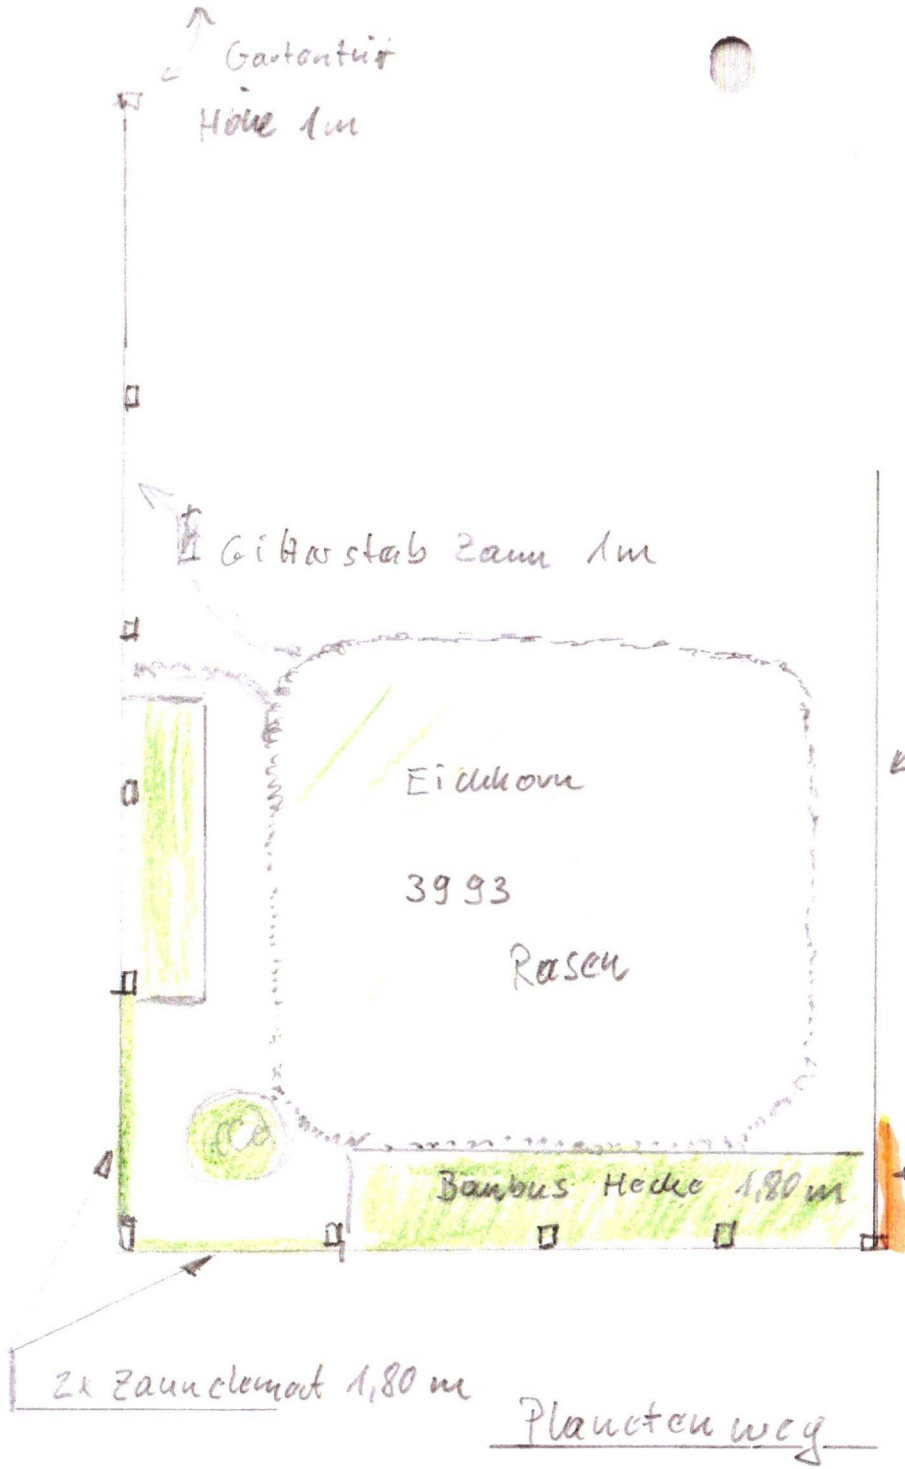 Gartentür
Höhe 1m
Gitterstab Zaun 1m
Eichhorn
3993
Rasen
Bambus Hecke 1,80 m
2x Zaunelement 1,80 m
Planetenweg